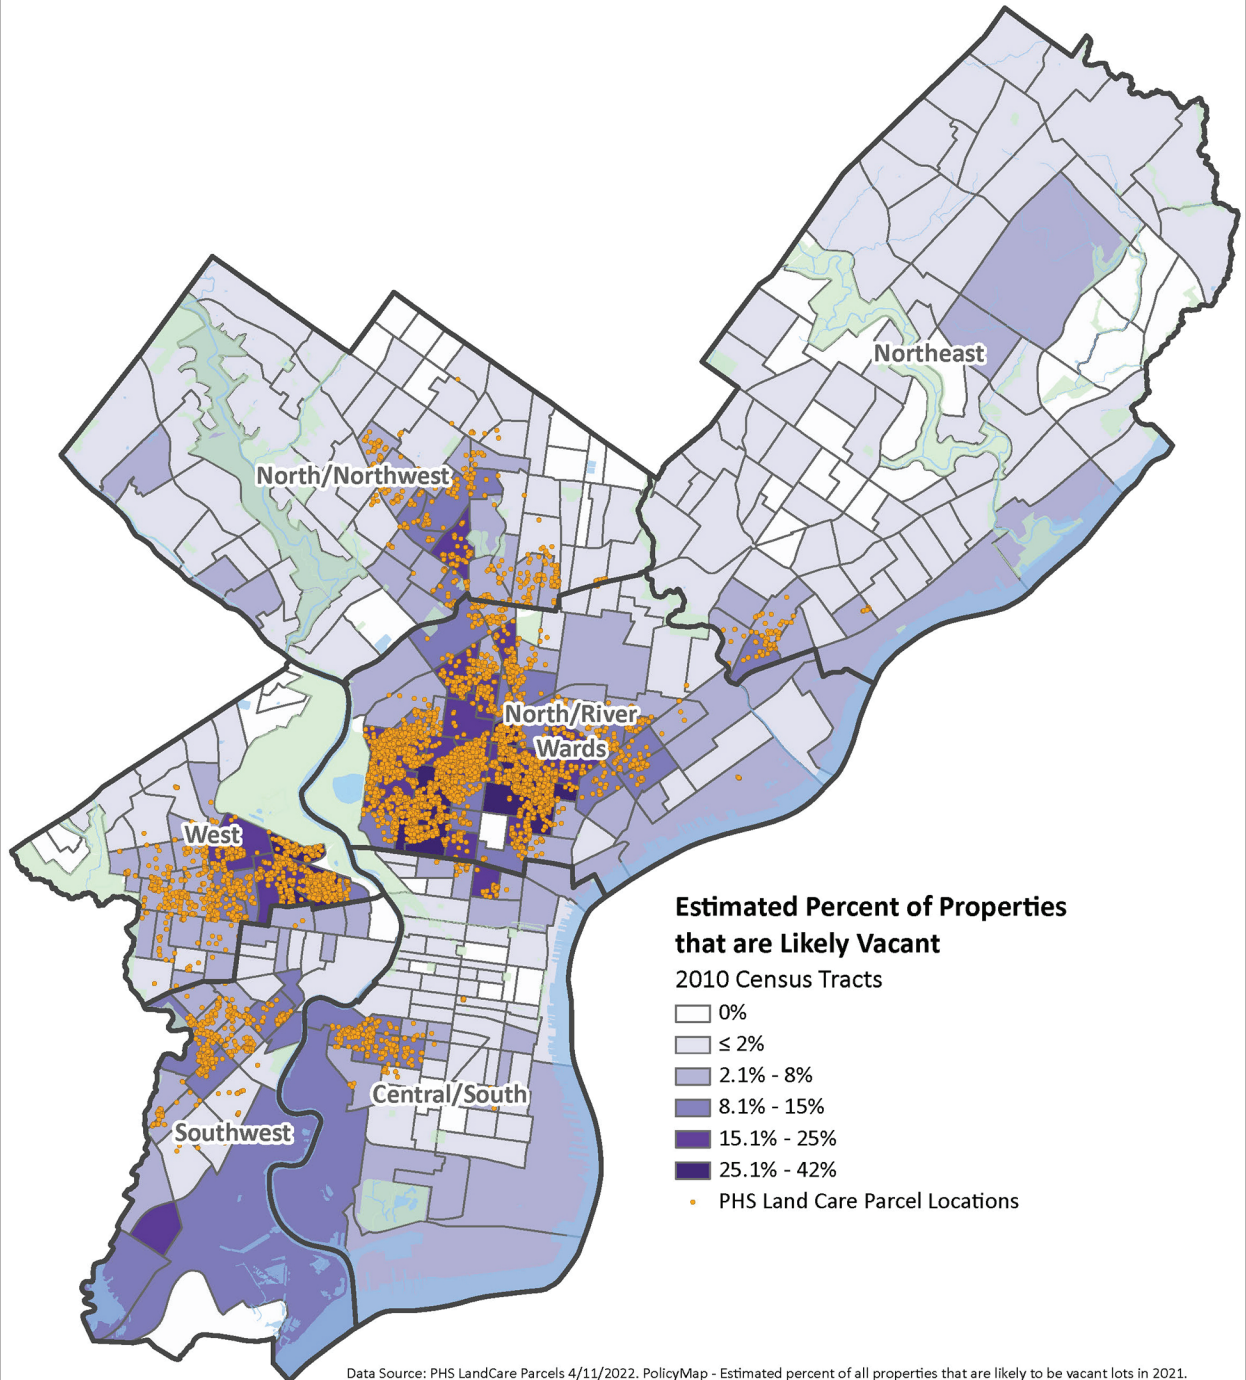 Northeast
North/Northwest
North/River
Wards
West
Estimated Percent of Properties
that are Likely Vacant
2010 Census Tracts
0%
≤ 2%
2.1% - 8%
8.1% - 15%
15.1% - 25%
25.1% - 42%
PHS Land Care Parcel Locations
Central/South
Southwest
Data Source: PHS LandCare Parcels 4/11/2022. PolicyMap - Estimated percent of all properties that are likely to be vacant lots in 2021.